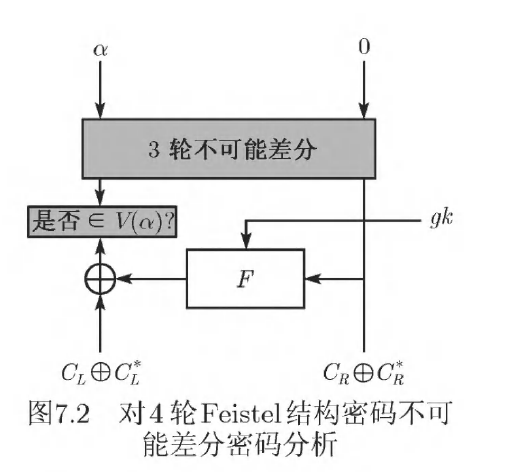 α
0
3 轮不可能差分
是否∈ V(α)?
gk
F
C_L⊕C_L^*
C_R⊕C_R^*
图7.2 对4轮Feistel结构密码不可
能差分密码分析